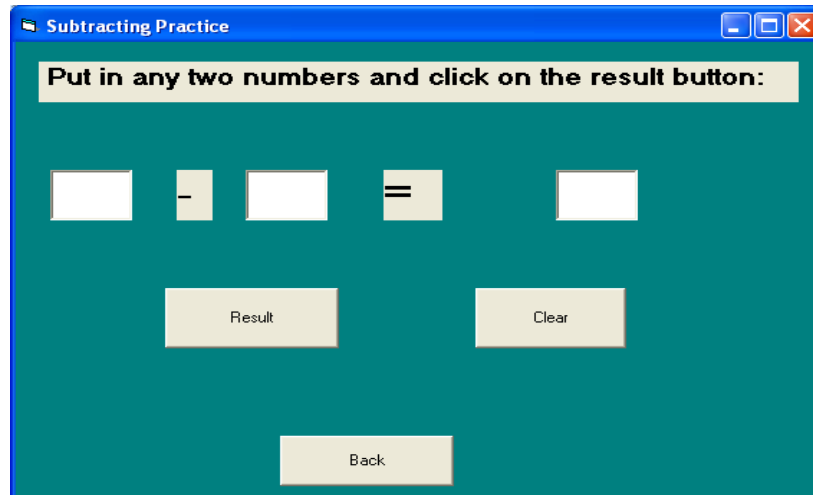 Subtracting Practice
Put in any two numbers and click on the result button:
- =
Result Clear
Back